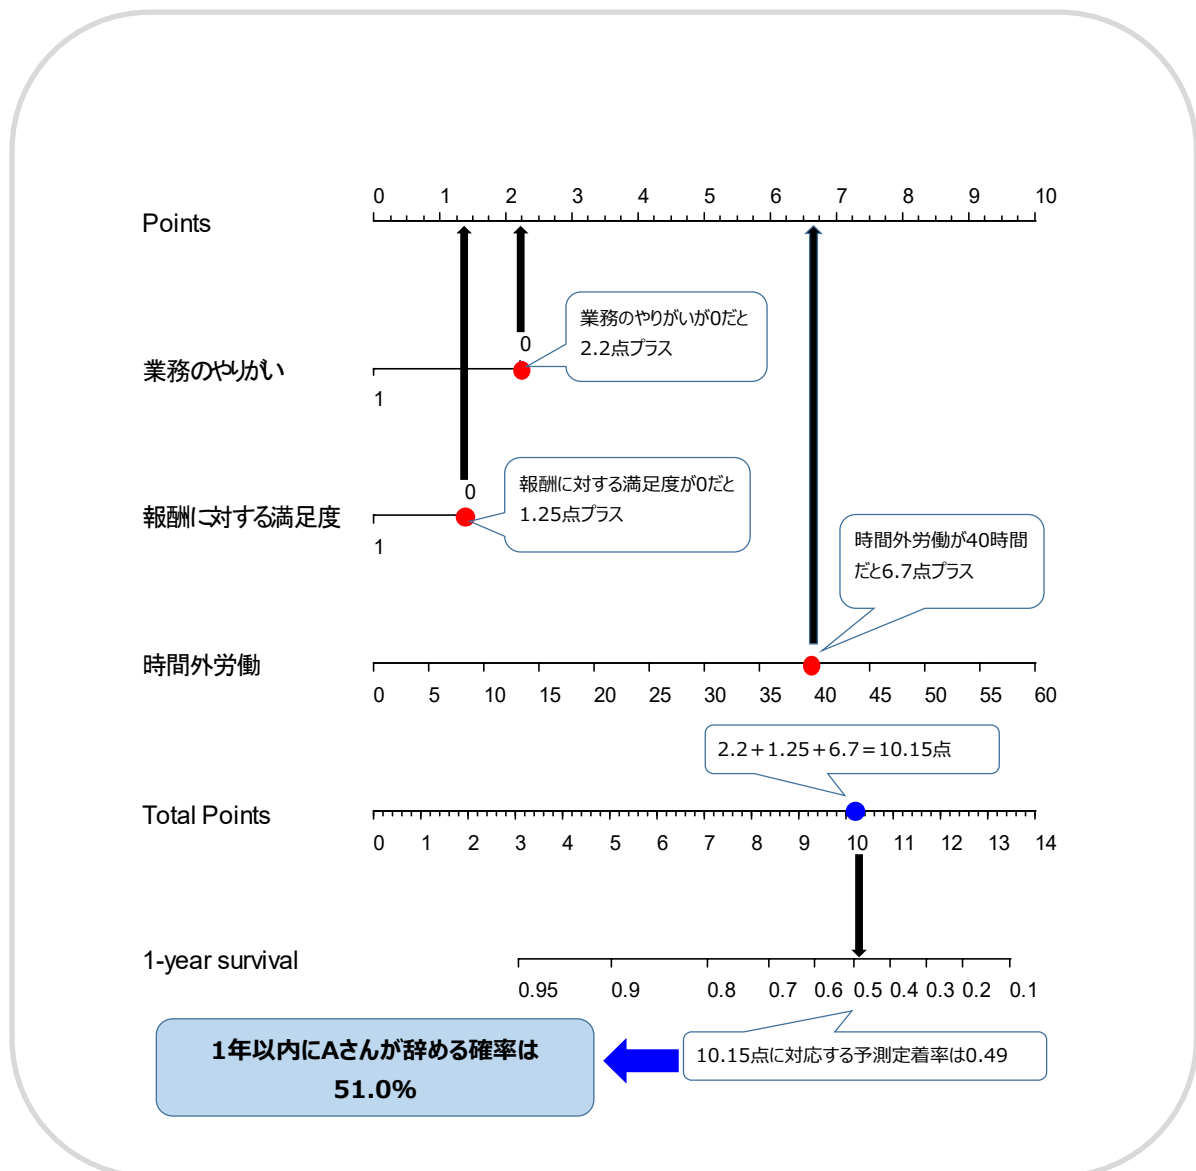 0 1 2 3 4 5 6 7 8 9 10
Points
業務のやりがいが0だと
2.2点プラス
0
業務のやりがい
1
報酬に対する満足度が0だと
1.25点プラス
0
報酬に対する満足度
1
時間外労働が40時間
だと6.7点プラス
時間外労働
0 5 10 15 20 25 30 35 40 45 50 55 60
2.2+1.25+6.7=10.15点
Total Points
0 1 2 3 4 5 6 7 8 9 10 11 12 13 14
1-year survival
0.95 0.9 0.8 0.7 0.6 0.5 0.4 0.3 0.2 0.1
1年以内にAさんが辞める確率は
51.0%
10.15点に対応する予測定着率は0.49